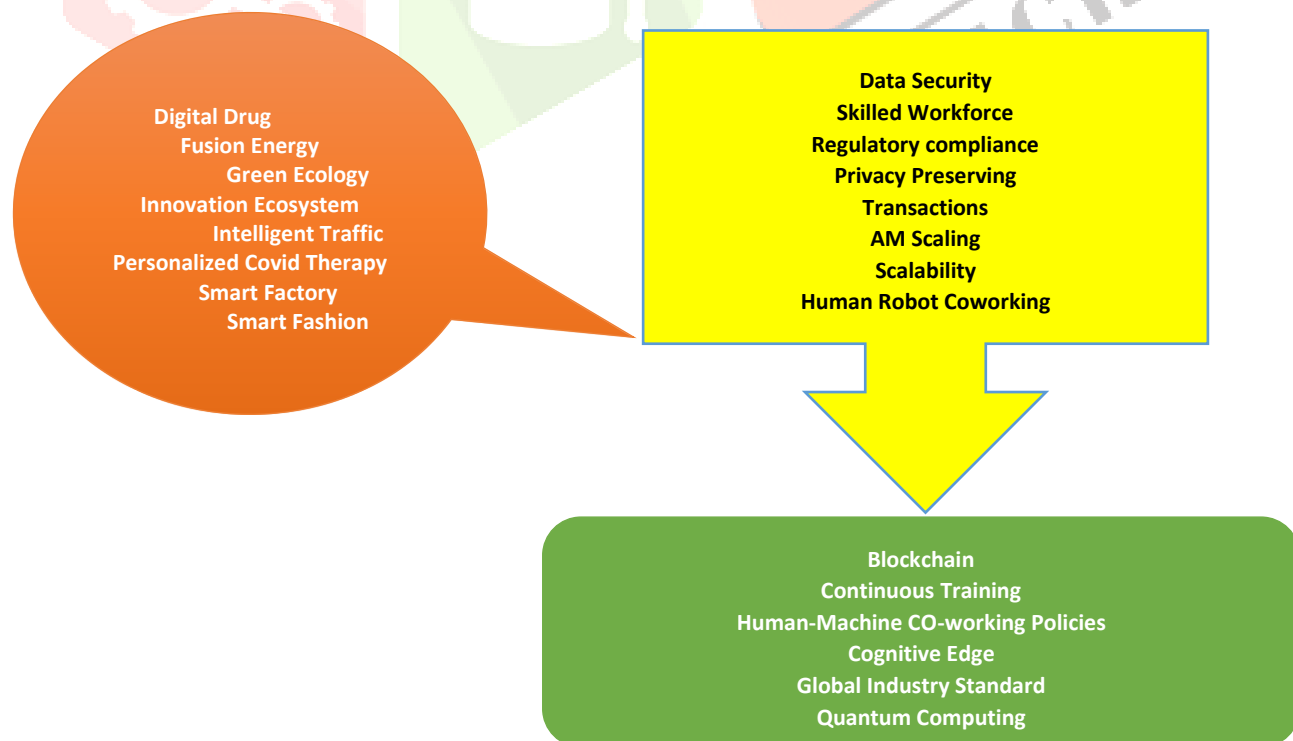 Digital Drug
Fusion Energy
Green Ecology
Innovation Ecosystem
Intelligent Traffic
Personalized Covid Therapy
Smart Factory
Smart Fashion
Data Security
Skilled Workforce
Regulatory compliance
Privacy Preserving
Transactions
AM Scaling
Scalability
Human Robot Coworking
Blockchain
Continuous Training
Human-Machine CO-working Policies
Cognitive Edge
Global Industry Standard
Quantum Computing